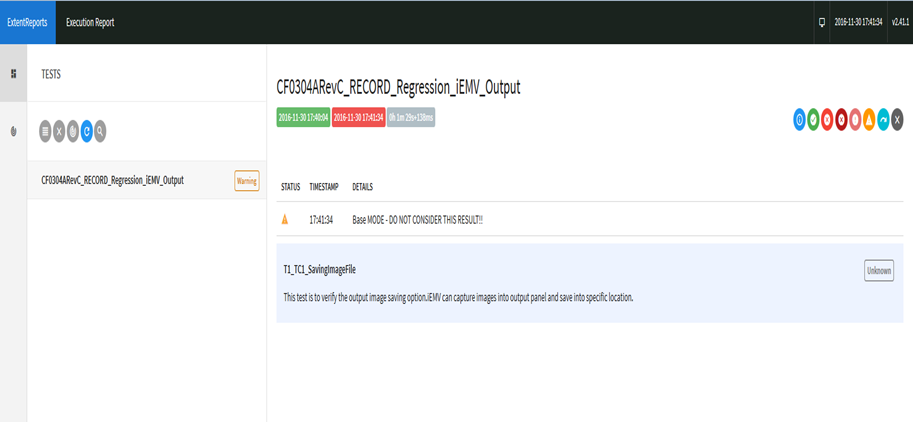 ExtentReports Execution Report 2016-11-30 17:41:34 v2.41.1
TESTS
CF0304ARevC_RECORD_Regression_iEMV_Output Warning
CF0304ARevC_RECORD_Regression_iEMV_Output
2016-11-30 17:40:04 2016-11-30 17:41:34 0h 1m 29s+138ms
STATUS TIMESTAMP DETAILS
17:41:34 Base MODE - DO NOT CONSIDER THIS RESULT!!
T1_TC1_SavingImageFile Unknown
This test is to verify the output image saving option.iEMV can capture images into output panel and save into specific location.